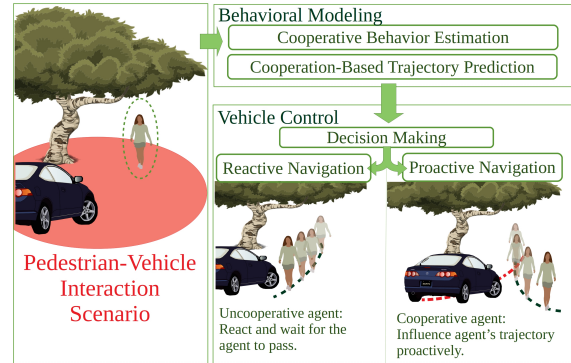 Behavioral Modeling
Cooperative Behavior Estimation
Cooperation-Based Trajectory Prediction
Vehicle Control
Decision Making
Reactive Navigation
Proactive Navigation
Pedestrian-Vehicle
Interaction
Scenario
Uncooperative agent:
React and wait for the
agent to pass.
Cooperative agent:
Influence agent's trajectory
proactively.